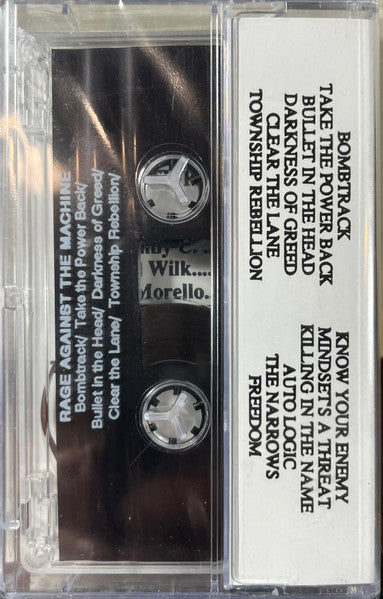 RAGE AGAINST THE MACHINE
Bombtrack/ Take the Power Back/
Bullet in the Head/ Darkness of Greed/
Clear the Lane/ Township Rebellion/
Wilk....
Morello..
BOMBTRACK
TAKE THE POWER BACK
BULLET IN THE HEAD
DARKNESS OF GREED
CLEAR THE LANE
TOWNSHIP REBELLION
KNOW YOUR ENEMY
MINDSET'S A THREAT
KILLING IN THE NAME
AUTO LOGIC
THE NARROWS
FREEDOM